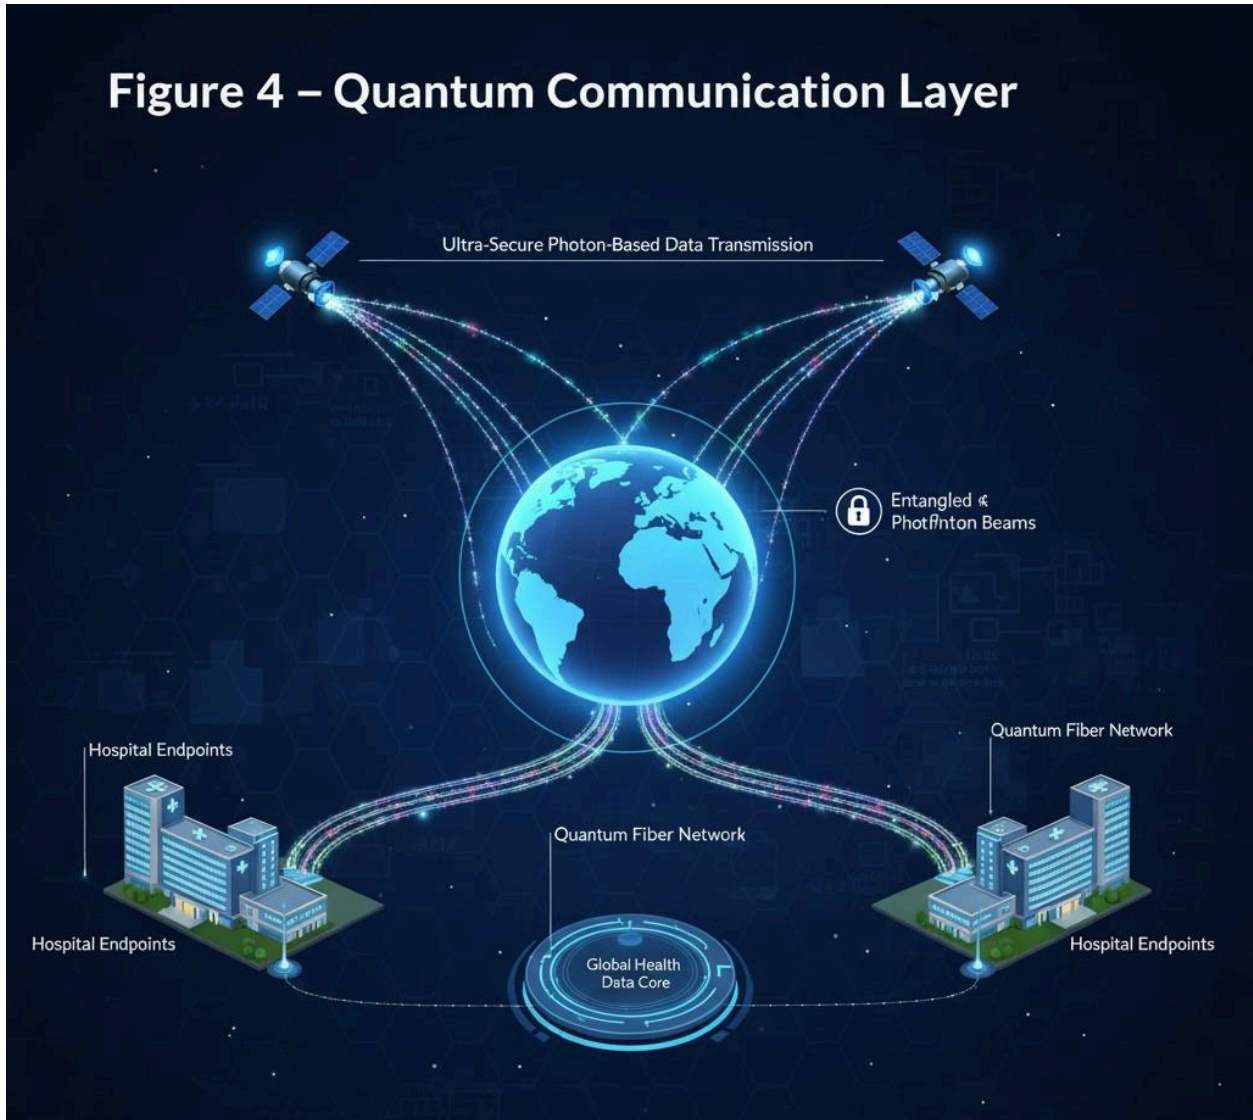 Figure 4 – Quantum Communication Layer
Ultra-Secure Photon-Based Data Transmission
Entangled
Beams
Quantum Fiber Network
Hospital Endpoints
Quantum Fiber Network
Hospital Endpoints
Hospital Endpoints
Global Health
Data Core